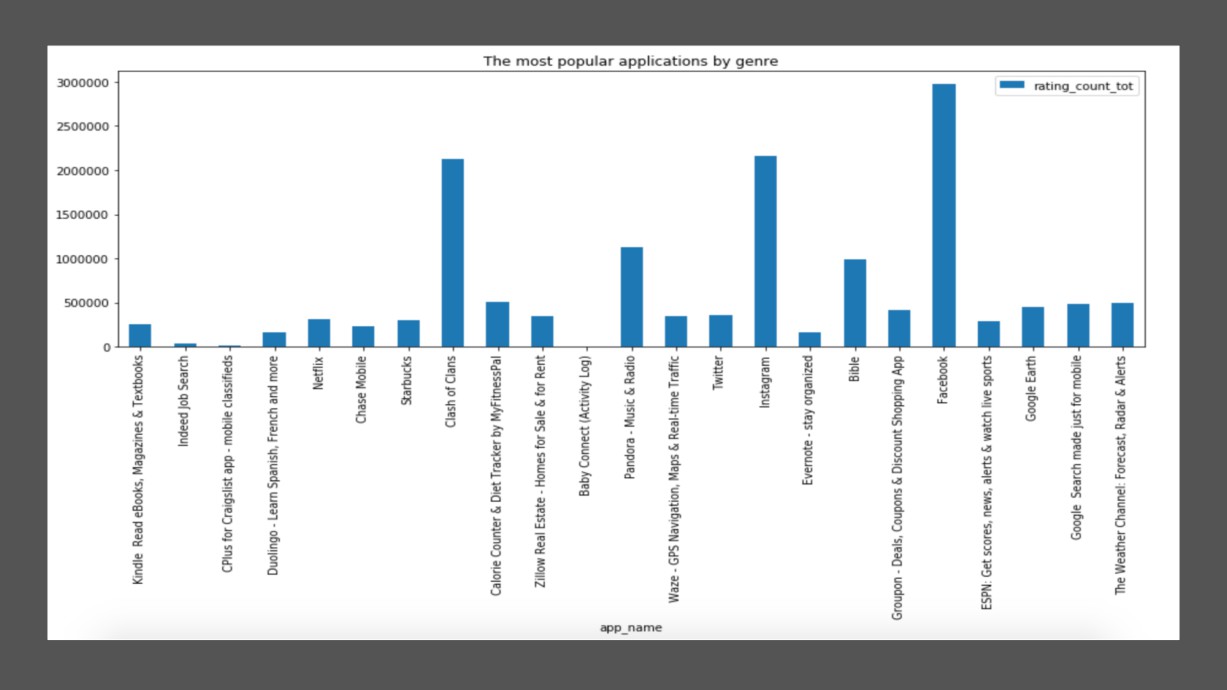 The most popular applications by genre
rating_count_tot
3000000
2500000
2000000
1500000
1000000
500000
0
Kindle  Read eBooks, Magazines & Textbooks
Indeed Job Search
CPlus for Craigslist app - mobile classifieds
Duolingo - Learn Spanish, French and more
Netflix
Chase Mobile
Starbucks
Clash of Clans
Calorie Counter & Diet Tracker by MyFitnessPal
Zillow Real Estate - Homes for Sale & for Rent
Baby Connect (Activity Log)
Pandora - Music & Radio
Waze - GPS Navigation, Maps & Real-time Traffic
Twitter
Instagram
Evernote - stay organized
Bible
Groupon - Deals, Coupons & Discount Shopping App
Facebook
ESPN: Get scores, news, alerts & watch live sports
Google Earth
Google  Search made just for mobile
The Weather Channel: Forecast, Radar & Alerts
app_name